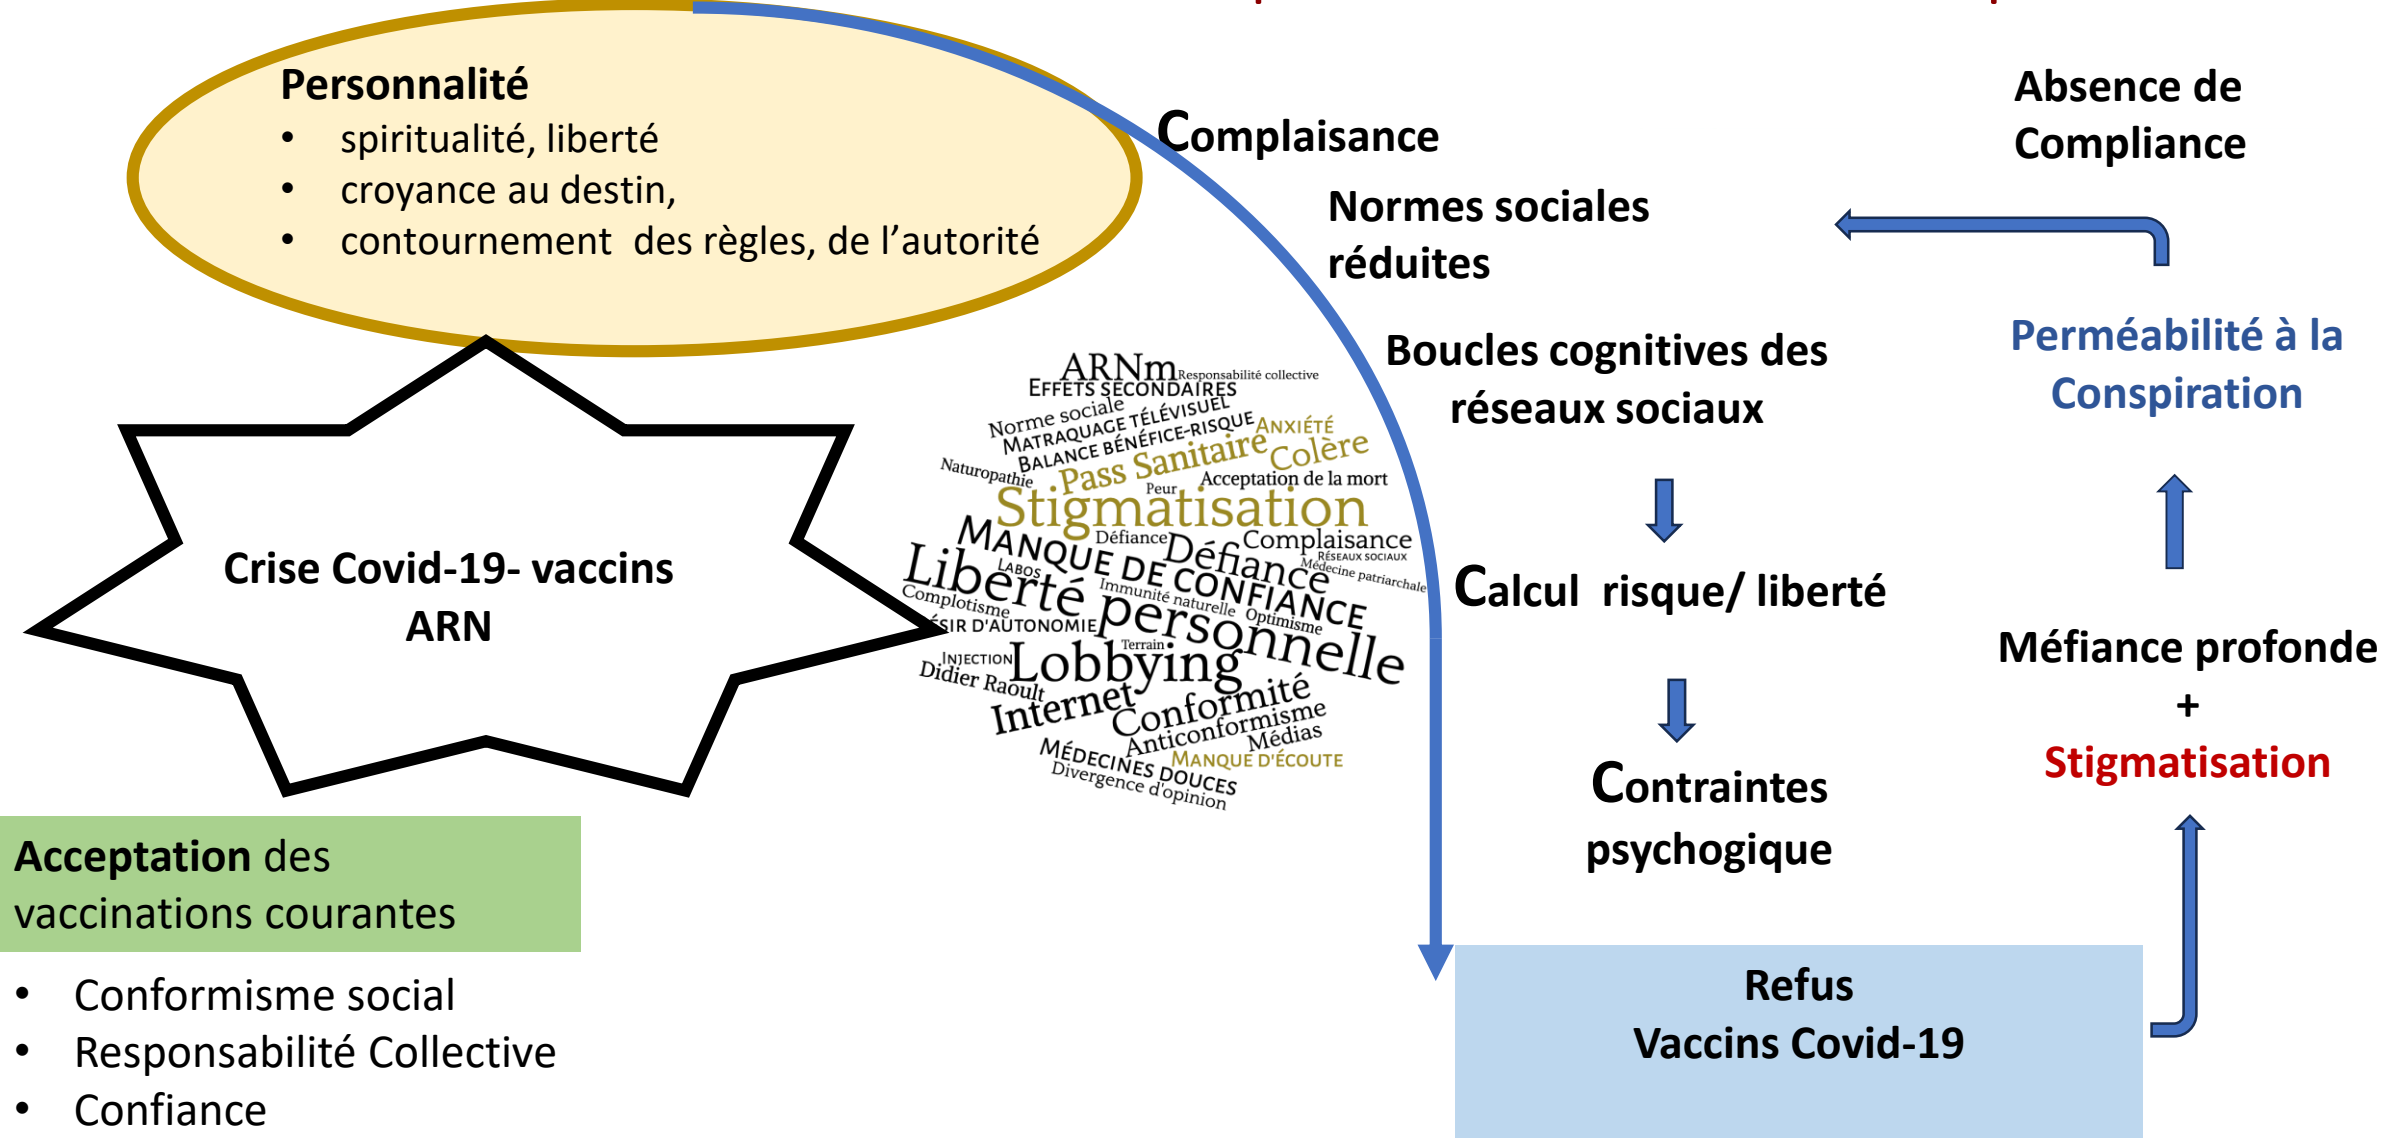 Personnalité
• spiritualité, liberté
• croyance au destin,
• contournement des règles, de l'autorité
Complaisance
Normes sociales
réduites
Boucles cognitives des
réseaux sociaux
Calcul risque/ liberté
Contraintes
psychogique
Absence de
Compliance
Perméabilité à la
Conspiration
Méfiance profonde
+
Stigmatisation
Crise Covid-19- vaccins
ARN
ARNm
Responsabilité collective
EFFETS SECONDAIRES
Norme sociale
MATRAQUAGE TÉLÉVISUEL
BALANCE BÉNÉFICE-RISQUE
ANXIÉTÉ
Naturopathie
Pass Sanitaire
Colère
Peur
Acceptation de la mort
Stigmatisation
MANQUE DE CONFIANCE
Défiance
Défiance
Complaisance
RÉSEAUX SOCIAUX
Médecine patriarchale
Liberté personnelle
LABOS
Immunité naturelle
Optimisme
Complotisme
SIR D'AUTONOMIE
Terrain
INJECTION
Lobbying
Didier Raoult
Internet
Conformité
Anticonformisme
Médias
MÉDECINES DOUCES
MANQUE D'ÉCOUTE
Divergence d'opinion
Acceptation des
vaccinations courantes
• Conformisme social
• Responsabilité Collective
• Confiance
Refus
Vaccins Covid-19